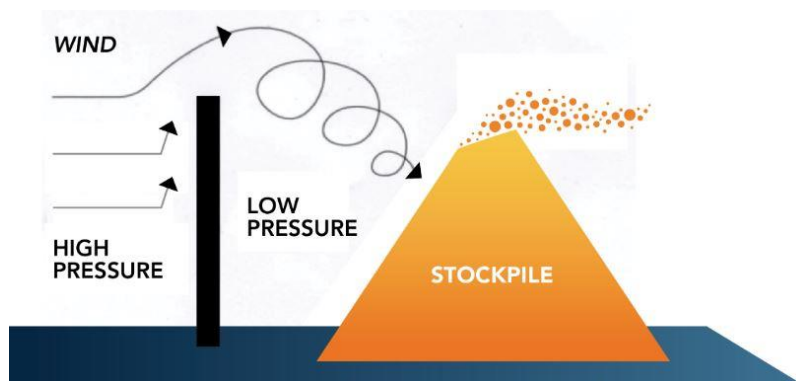 WIND
LOW
PRESSURE
HIGH
PRESSURE
STOCKPILE